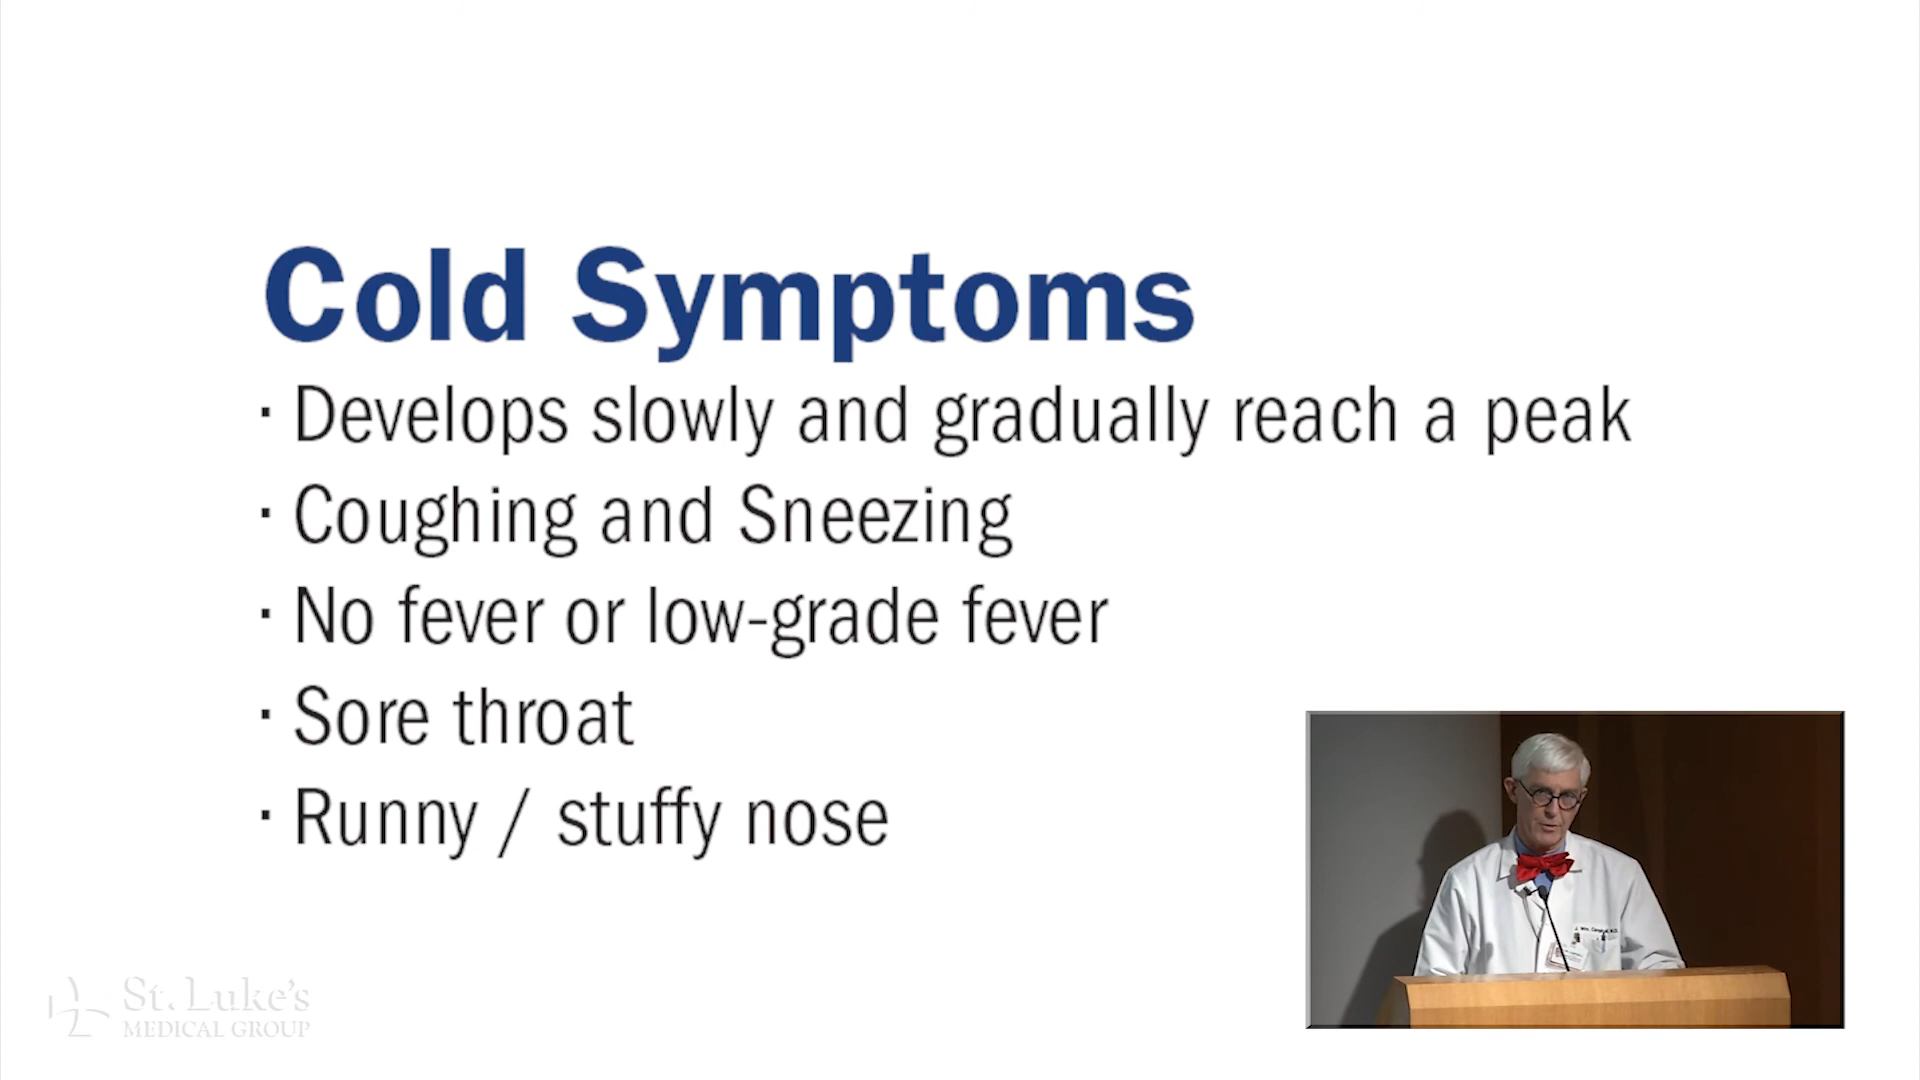 Cold Symptoms
· Develops slowly and gradually reach a peak
· Coughing and Sneezing
· No fever or low-grade fever
· Sore throat
· Runny / stuffy nose
St. Luke's
MEDICAL GROUP